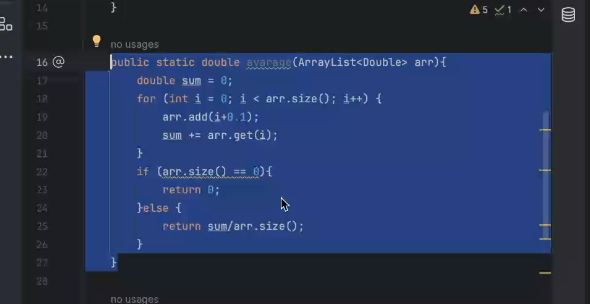 14 }
5 1
15
no usages
16 @ public static double avarage(ArrayList<Double> arr){
17 double sum = 0;
18 for (int i = 0; i < arr.size(); i++) {
19 arr.add(i+0.1);
20 sum += arr.get(i);
21 }
22 if (arr.size() == 0){
23 return 0;
24 }else {
25 return sum/arr.size();
26 }
27 }
28
no usages